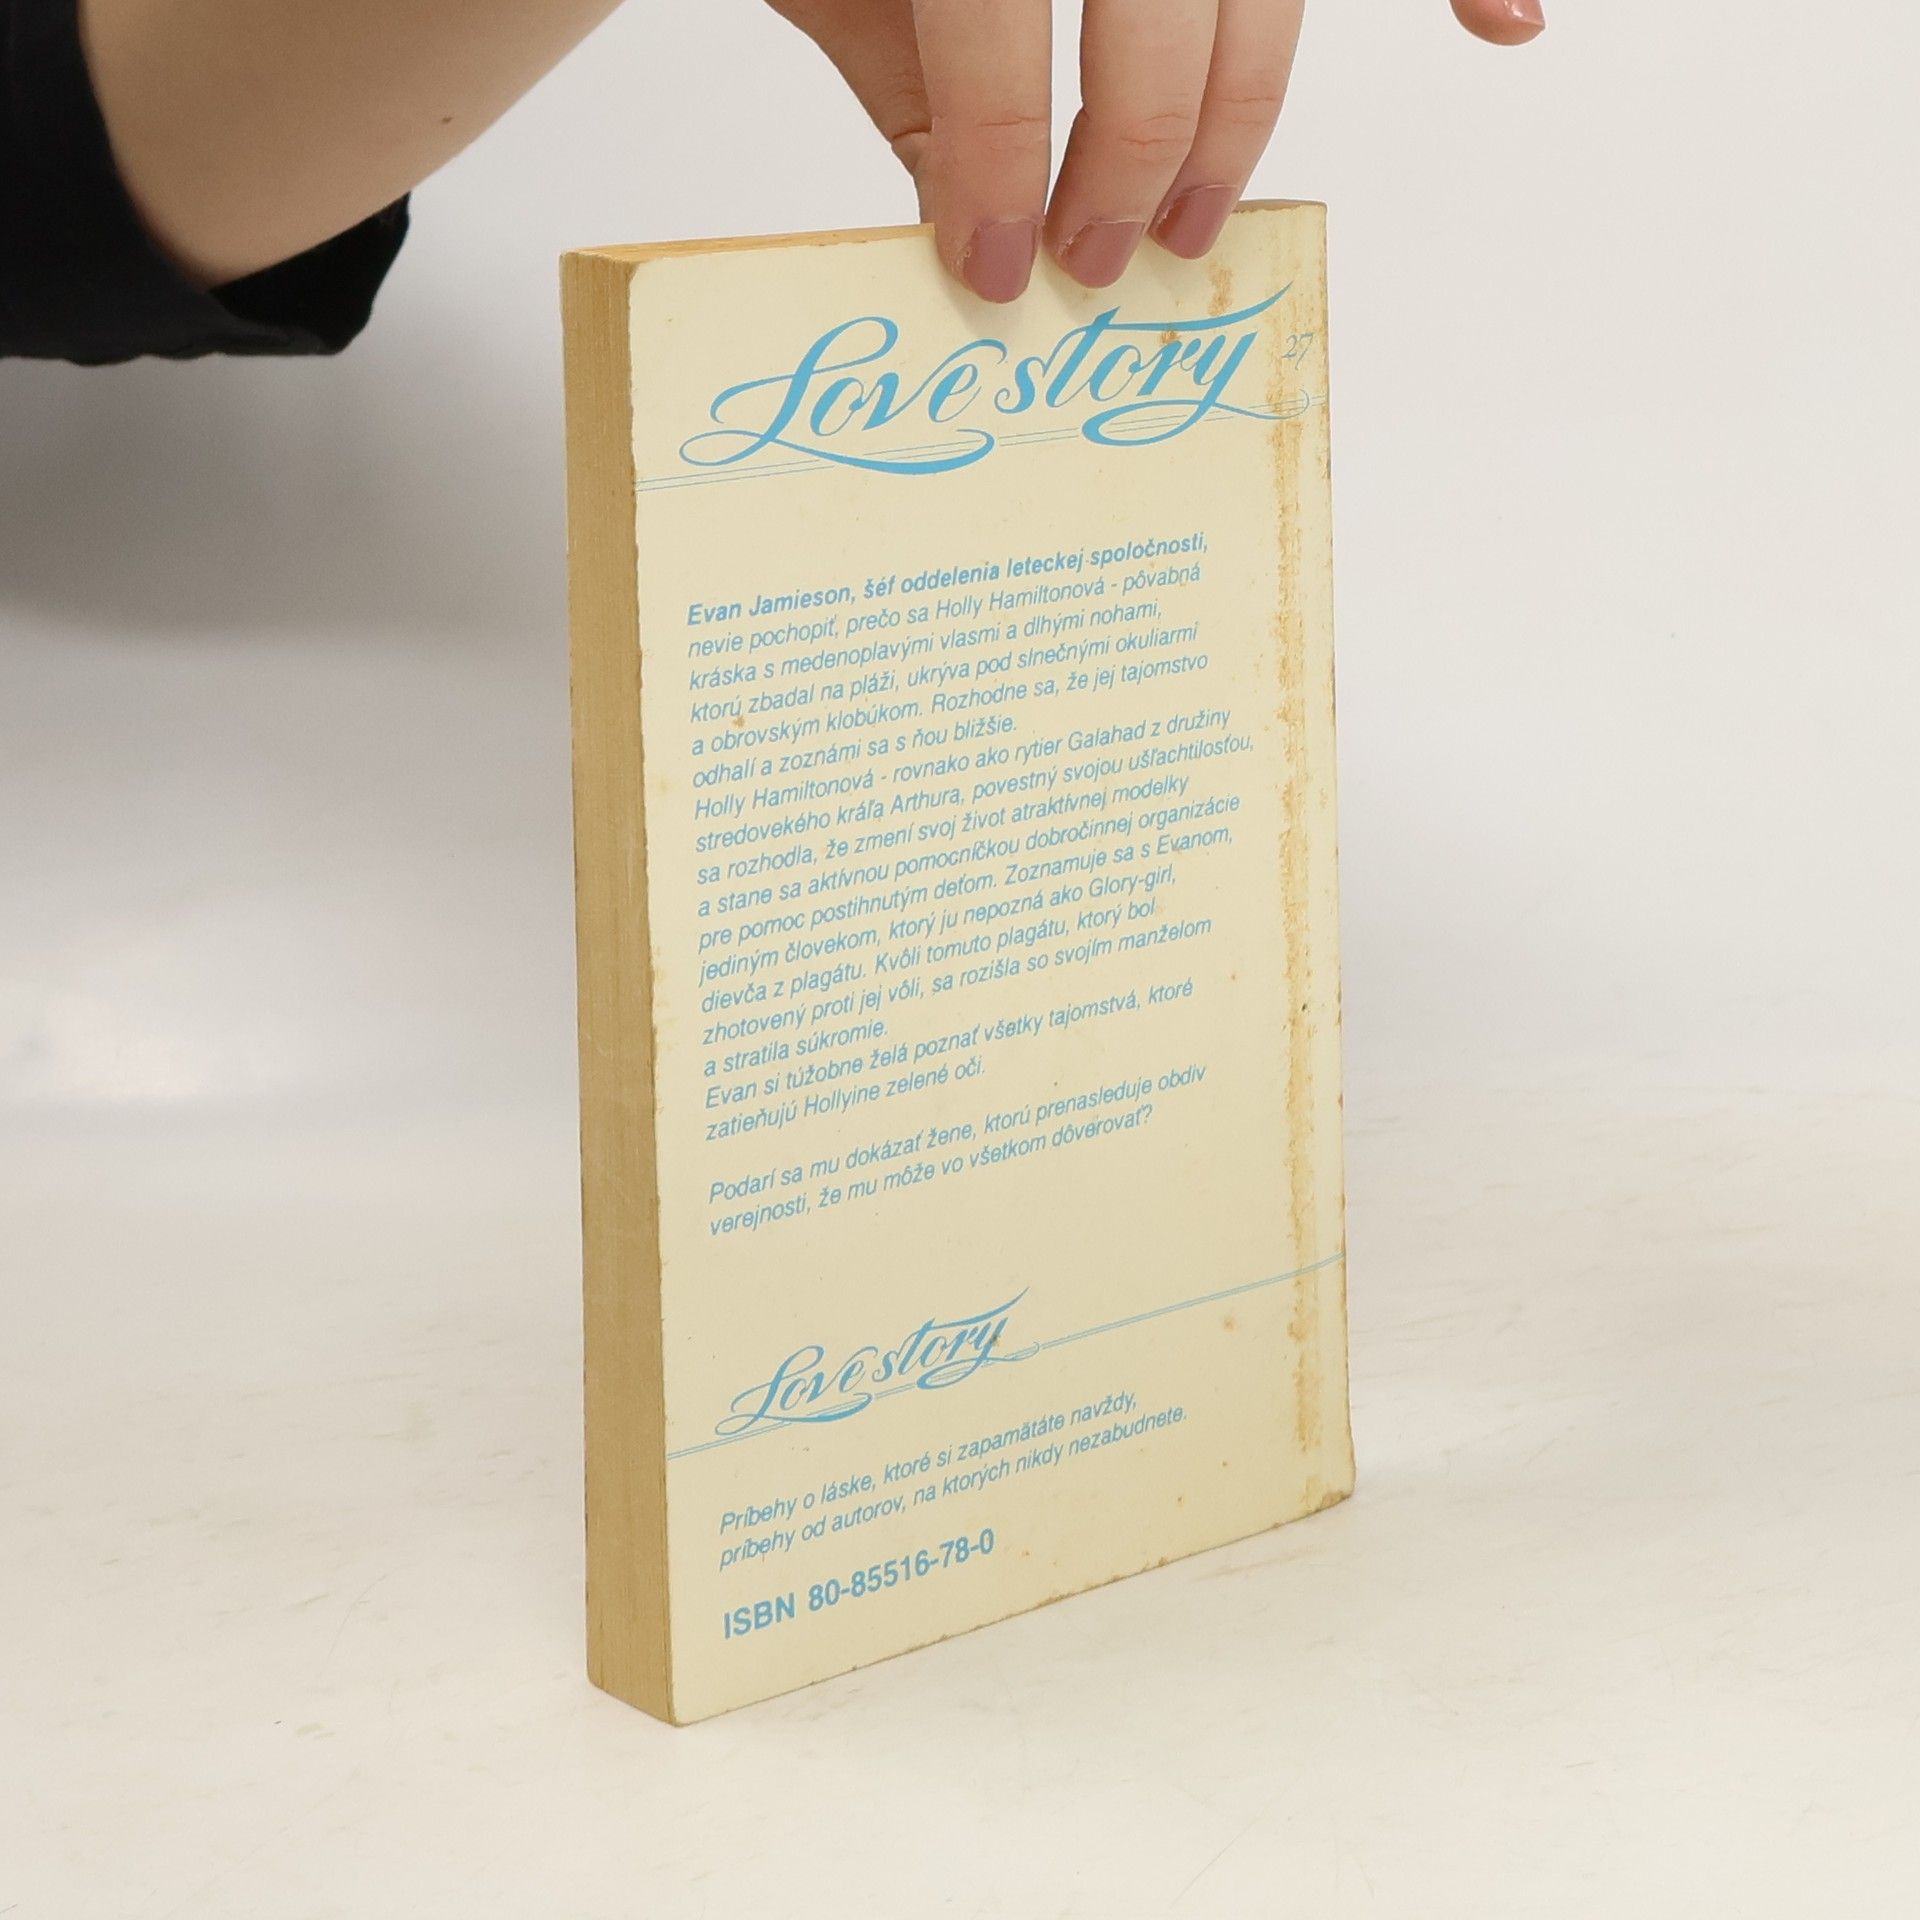 Love story 27
Evan Jamieson, šéf oddelenia leteckej spoločnosti,
nevie pochopiť, prečo sa Holly Hamiltonová - pôvabná
kráska s medenoplavými vlasmi a dlhými nohami,
ktorú zbadal na pláži, ukrýva pod slnečnými okuliarmi
a obrovským klobúkom. Rozhodne sa, že jej tajomstvo
odhalí a zoznámi sa s ňou bližšie.
Holly Hamiltonová - rovnako ako rytier Galahad z družiny
stredovekého kráľa Arthura, povestný svojou ušľachtilosťou,
sa rozhodla, že zmení svoj život atraktívnej modelky
a stane sa aktívnou pomocníčkou dobročinnej organizácie
pre pomoc postihnutým deťom. Zoznamuje sa s Evanom,
jediným človekom, ktorý ju nepozná ako Glory-girl,
dievča z plagátu. Kvôli tomuto plagátu, ktorý bol
zhotovený proti jej vôli, sa rozišla so svojím manželom
a stratila súkromie.
Evan si túžobne želá poznať všetky tajomstvá, ktoré
zatieňujú Hollyine zelené oči.
Podarí sa mu dokázať žene, ktorú prenasleduje obdiv
verejnosti, že mu môže vo všetkom dôverovať?
Love story
Príbehy o láske, ktoré si zapamätáte navždy,
príbehy od autorov, na ktorých nikdy nezabudnete.
ISBN 80-85516-78-0